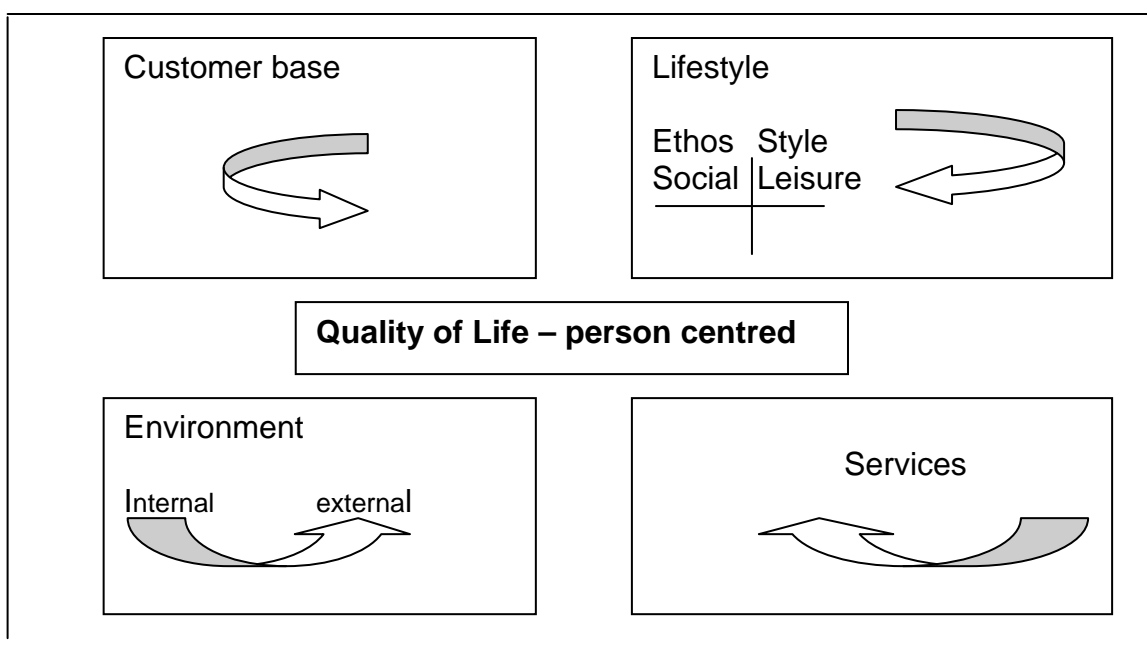 Customer base
Lifestyle
Ethos Style
Social Leisure
Quality of Life – person centred
Environment
Internal external
Services